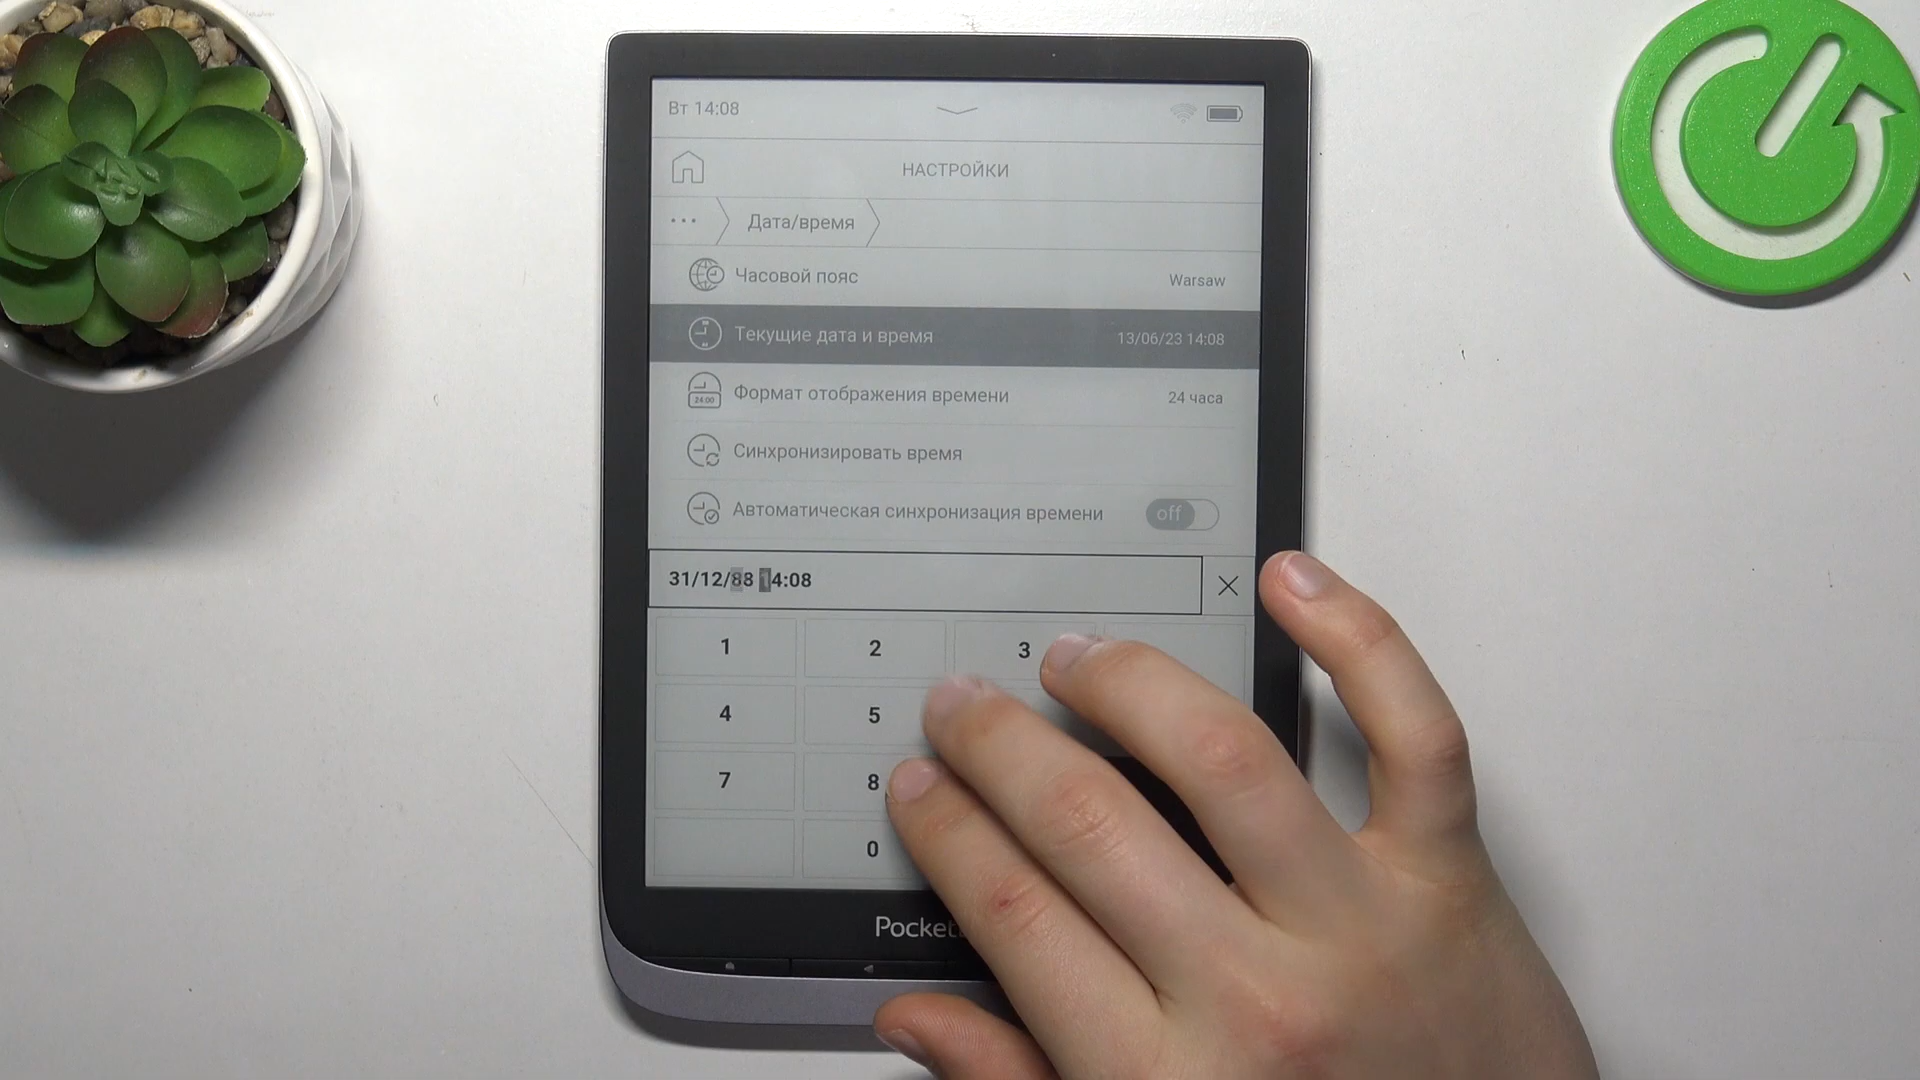 Вт 14:08
НАСТРОЙКИ
... Дата/время
Часовой пояс Warsaw
Текущие дата и время 13/06/23 14:08
Формат отображения времени 24 часа
24:00
Синхронизировать время
Автоматическая синхронизация времени off
31/12/88 14:08
1 2 3
4 5
7 8
0